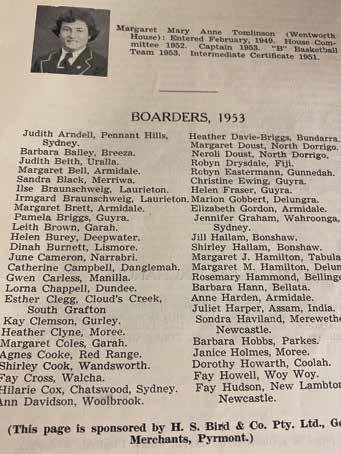 Margaret Mary Anne Tomlinson (Wentworth
House): Entered February, 1949. House Com-
mittee 1952. Captain 1953. "B" Basketball
Team 1953. Intermediate Certificate 1951.
BOARDERS, 1953
Judith Arndell, Pennant Hills,
Sydney.
Barbara Bailey, Breeza.
Judith Beith, Uralla.
Margaret Bell, Armidale.
Sandra Black, Merriwa.
Ilse Braunschweig, Laurieton.
Irmgard Braunschweig, Laurieton.
Margaret Brett, Armidale.
Pamela Briggs, Guyra.
Leith Brown, Garah.
Helen Burey, Deepwater.
Dinah Burnett, Lismore.
June Cameron, Narrabri.
Catherine Campbell, Danglemah.
Gwen Carless, Manilla.
Lorna Chappell, Dundee.
Esther Clegg, Cloud's Creek,
South Grafton
Kay Clemson, Gurley.
Heather Clyne, Moree.
Margaret Coles, Garah.
Agnes Cooke, Red Range.
Shirley Cook, Wandsworth.
Fay Cross, Walcha.
Hilarie Cox, Chatswood, Sydney.
Ann Davidson, Woolbrook.
Heather Davie-Briggs, Bundarra.
Margaret Doust, North Dorrigo.
Neroli Doust, North Dorrigo.
Robyn Drysdale, Fiji.
Robyn Eastermann, Gunnedah.
Christine Ewing, Guyra.
Helen Fraser, Guyra.
Marion Gobbert, Delungra.
Elizabeth Gordon, Armidale.
Jennifer Graham, Wahroonga,
Sydney.
Jill Hallam, Bonshaw.
Shirley Hallam, Bonshaw.
Margaret J. Hamilton, Tabula
Margaret M. Hamilton, Delun
Rosemary Hammond, Bellinge
Barbara Hann, Bellata.
Anne Harden, Armidale.
Juliet Harper, Assam, India.
Sondra Haviland, Merewethe
Newcastle.
Barbara Hobbs, Parkes.
Janice Holmes, Moree.
Dorothy Howarth, Coolah.
Fay Howell, Woy Woy.
Fay Hudson, New Lambton
Newcastle.
(This page is sponsored by H. S. Bird & Co. Pty. Ltd., Ge
Merchants, Pyrmont.)